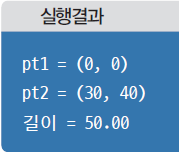 실행결과
pt1 = (0, 0)
pt2 = (30, 40)
길이 = 50.00